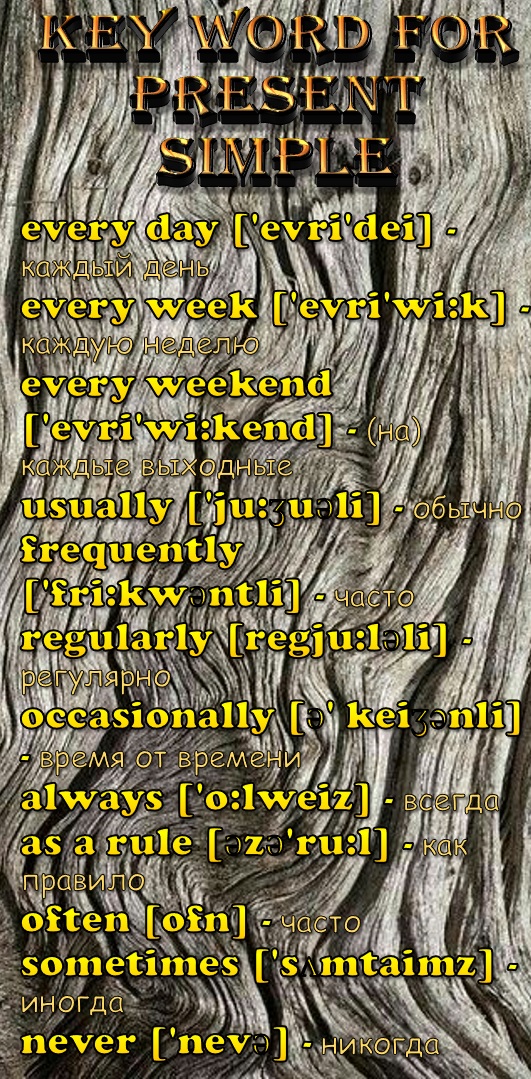 KEY WORD FOR
PRESENT
SIMPLE
every day ['evri'dei] -
каждый день
every week ['evri'wi:k] -
каждую неделю
every weekend
['evri'wi:kend] - (на)
каждые выходные
usually ['ju:ʒuəli] - обычно
frequently
['fri:kwəntli] - часто
regularly [regju:ləli] -
регулярно
occasionally [ə' keiʒənli]
- время от времени
always ['o:lweiz] - всегда
as a rule [əzə'ru:l] - как
правило
often [ofn] - часто
sometimes ['sʌmtaimz] -
иногда
never ['nevə] - никогда